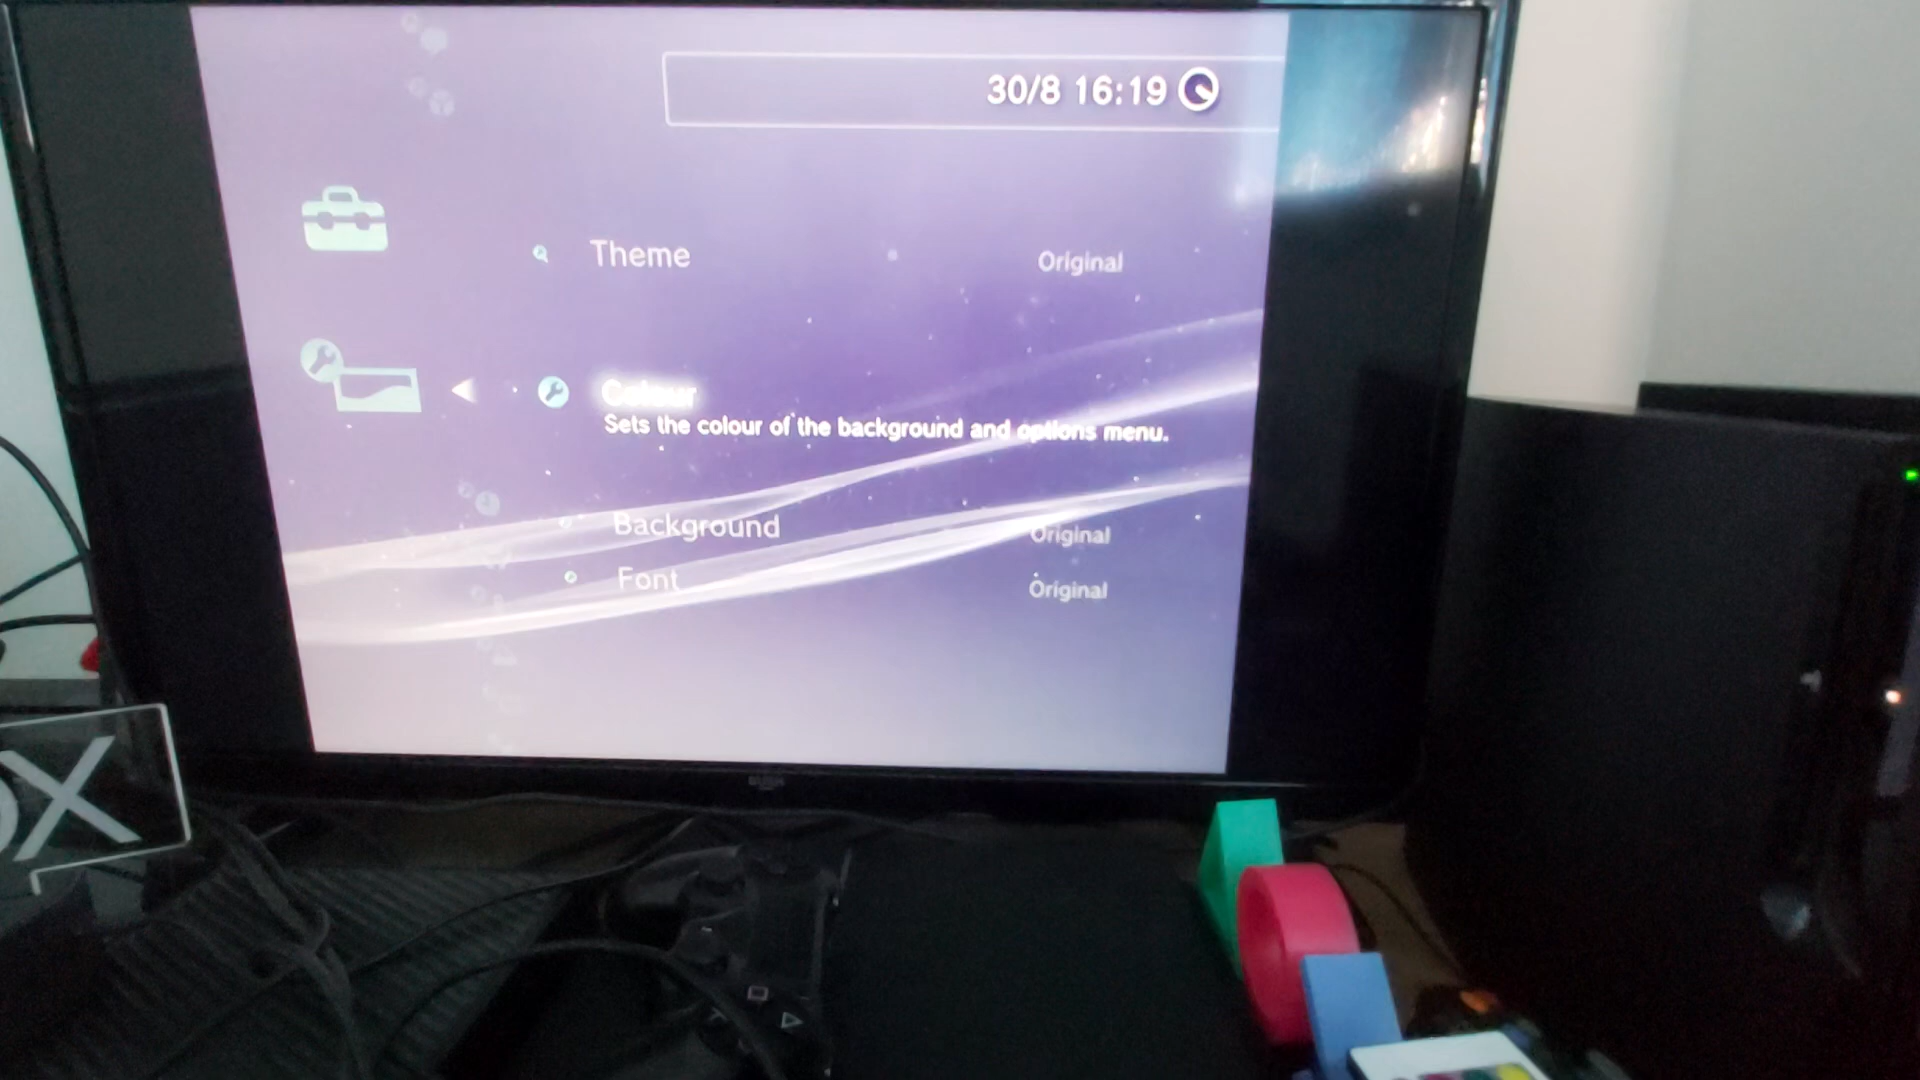 30/8 16:19
Theme
Original
Colour
Sets the colour of the background and options menu.
Background
Original
Font
Original
X